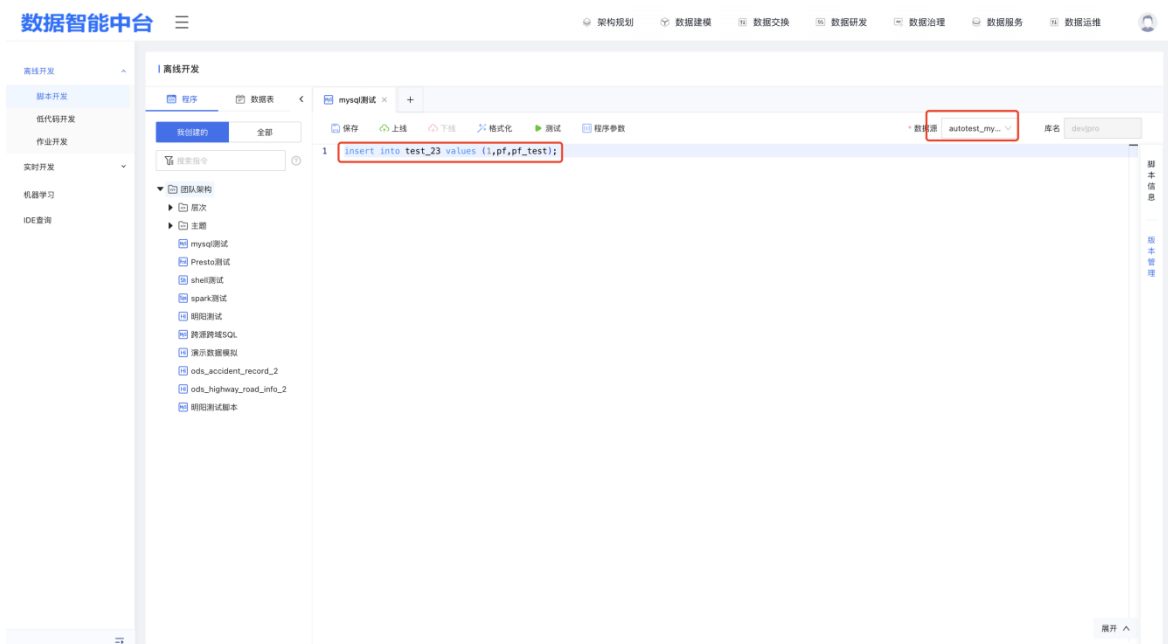 数据智能中台
架构规划 数据建模 数据交换 数据研发 数据治理 数据服务 数据运维
离线开发
脚本开发
低代码开发
作业开发
实时开发
机器学习
IDE查询
离线开发
程序 数据表
我创建的 全部
搜索指令
团队架构
层次
主题
mysql测试
Presto测试
shell测试
spark测试
明阳测试
跨源跨域SQL
演示数据模拟
ods_accident_record_2
ods_highway_road_info_2
明阳测试脚本
mysql测试 × +
保存 上线 下线 格式化 测试 程序参数
* 数据源 autotest_my... 库名 dev|pro
1 insert into test_23 values (1,pf,pf_test);
脚本信息
版本管理
展开